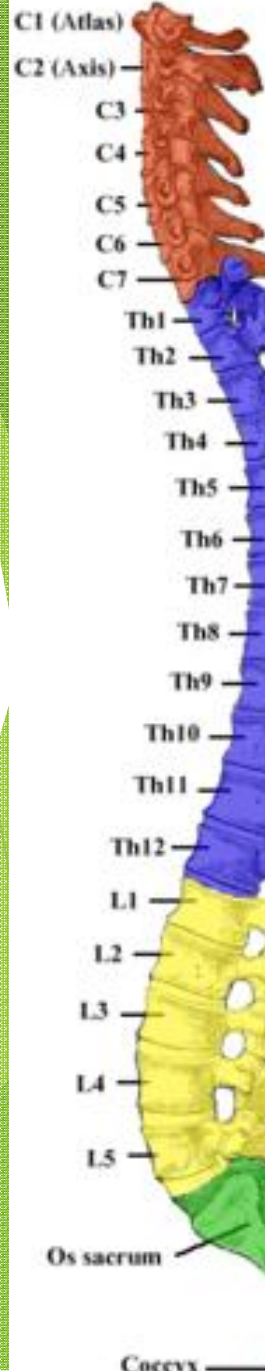 C1 (Atlas)
C2 (Axis)
C3
C4
C5
C6
C7
Th1
Th2
Th3
Th4
Th5
Th6
Th7
Th8
Th9
Th10
Th11
Th12
L1
L2
L3
L4
L5
Os sacrum
Coccyx